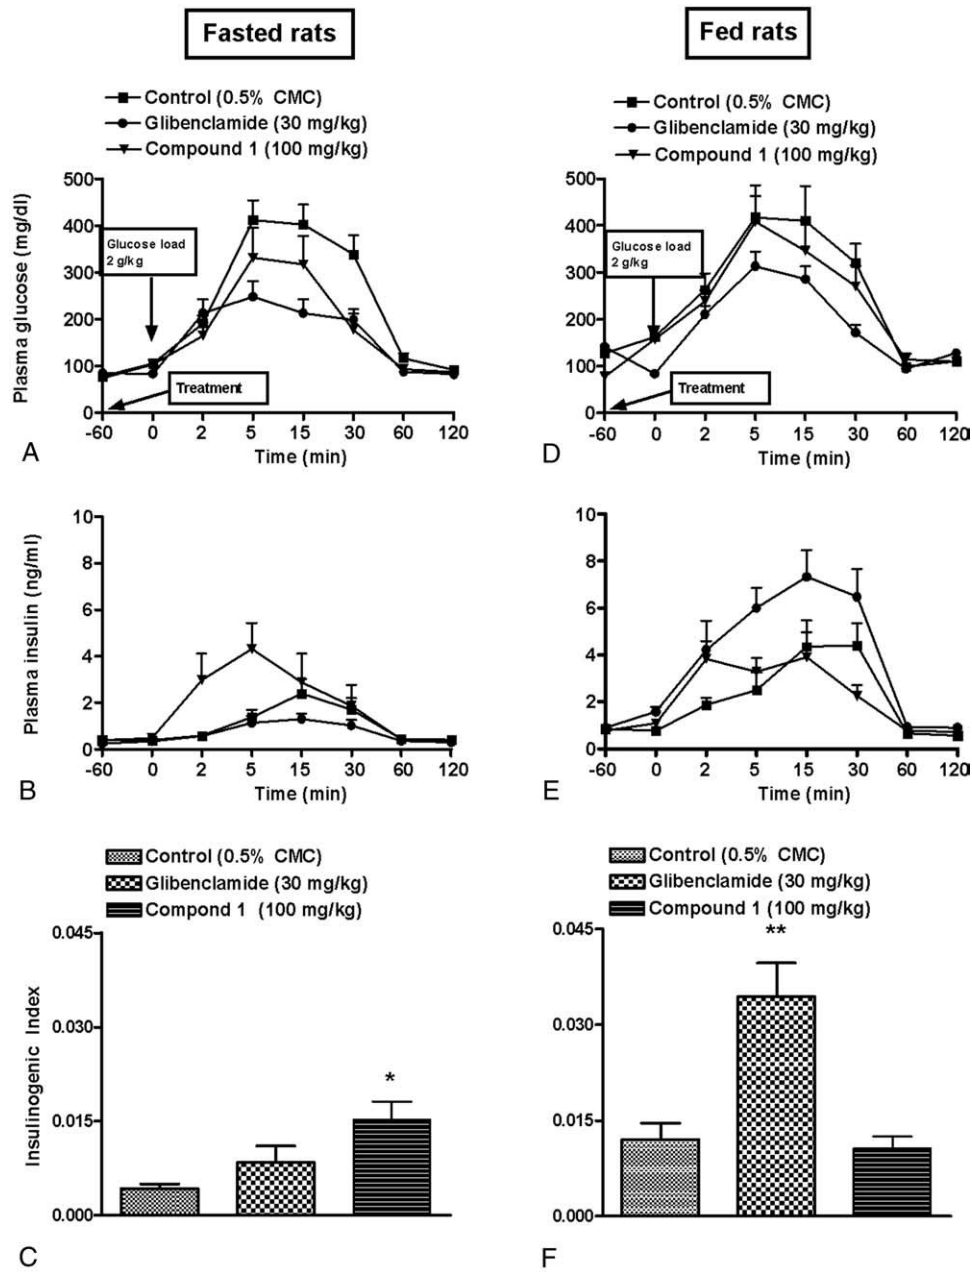 Fasted rats
Control (0.5% CMC)
Glibenclamide (30 mg/kg)
Compound 1 (100 mg/kg)
Plasma glucose (mg/dl)
500
400
300
200
100
0
Glucose load
2 g/kg
Treatment
-60 0 2 5 15 30 60 120
Time (min)
A
Plasma insulin (ng/ml)
10
8
6
4
2
0
-60 0 2 5 15 30 60 120
Time (min)
B
Control (0.5% CMC)
Glibenclamide (30 mg/kg)
Compond 1 (100 mg/kg)
Insulinogenic Index
0.045
0.030
0.015
0.000
*
C
Fed rats
Control (0.5% CMC)
Glibenclamide (30 mg/kg)
Compound 1 (100 mg/kg)
500
400
300
200
100
0
Glucose load
2 g/kg
Treatment
-60 0 2 5 15 30 60 120
Time (min)
D
10
8
6
4
2
0
-60 0 2 5 15 30 60 120
Time (min)
E
Control (0.5% CMC)
Glibenclamide (30 mg/kg)
Compound 1 (100 mg/kg)
0.045
0.030
0.015
0.000
**
F